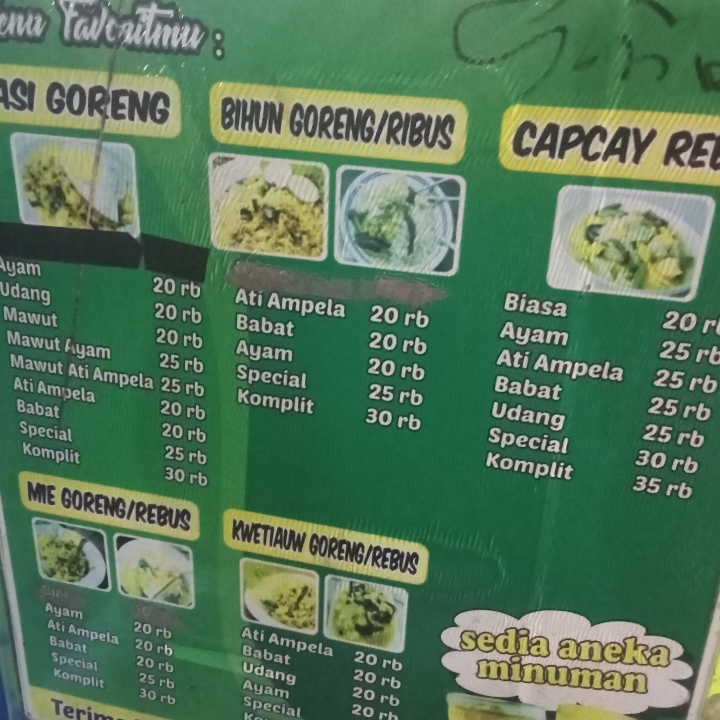 enu Favoritmu :
ASI GORENG
Ayam 20 rb
Udang 20 rb
Mawut 20 rb
Mawut Ayam 25 rb
Mawut Ati Ampela 25 rb
Ati Ampela 20 rb
Babat 20 rb
Special 25 rb
Komplit 30 rb
BIHUN GORENG/RIBUS
Ati Ampela 20 rb
Babat 20 rb
Ayam 20 rb
Special 25 rb
Komplit 30 rb
CAPCAY REB
Biasa 20 r
Ayam 25 rb
Ati Ampela 25 rb
Babat 25 rb
Udang 25 rb
Special 30 rb
Komplit 35 rb
MIE GORENG/REBUS
Ayam 20 rb
Ati Ampela 20 rb
Babat 20 rb
Special 25 rb
Komplit 30 rb
KWETIAUW GORENG/REBUS
Ati Ampela 20 rb
Babat 20 rb
Udang 20 rb
Ayam 20 rb
Special
sedia aneka
minuman